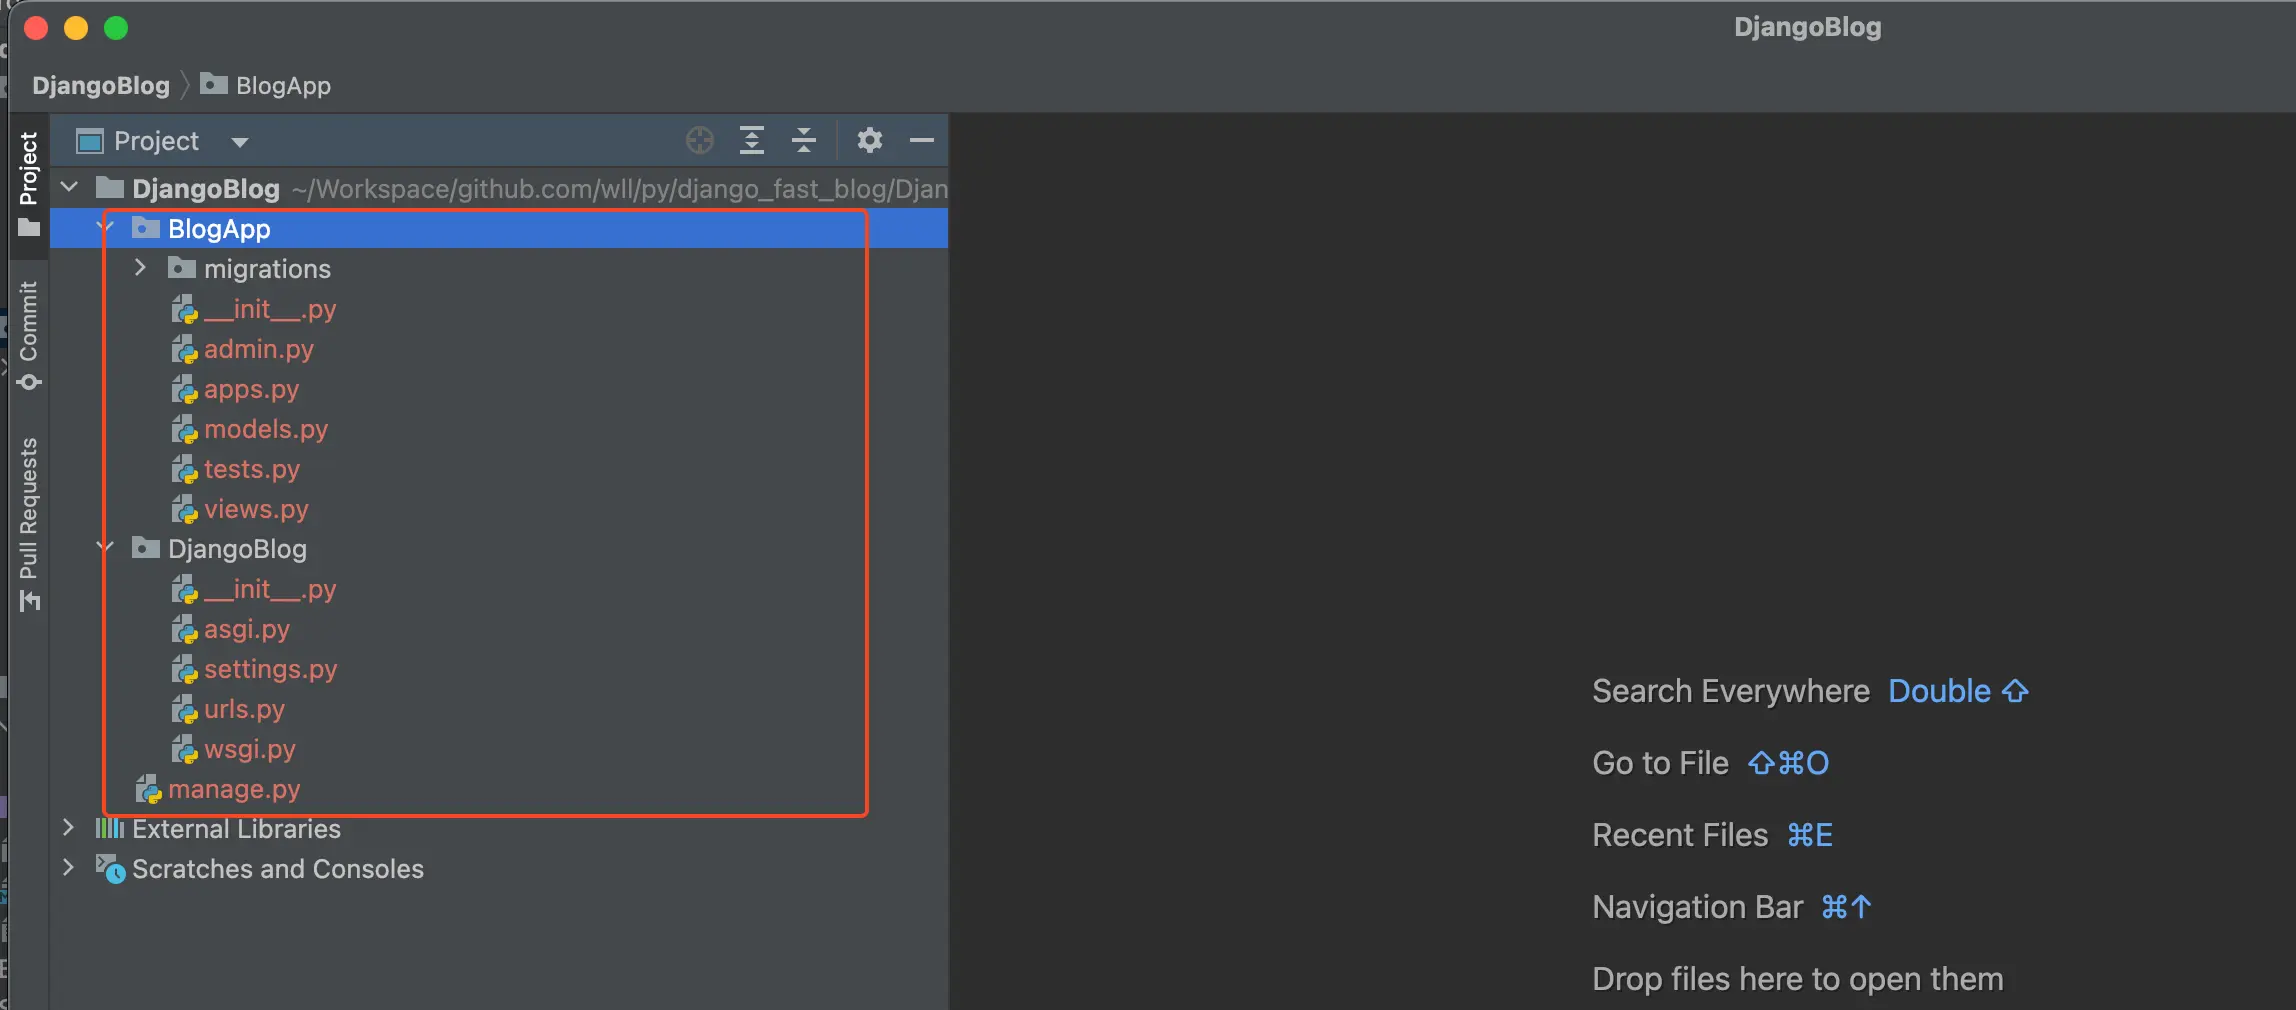 DjangoBlog
DjangoBlog BlogApp
Project
Project
DjangoBlog ~/Workspace/github.com/wll/py/django_fast_blog/Djan
BlogApp
migrations
__init__.py
admin.py
apps.py
models.py
tests.py
views.py
DjangoBlog
__init__.py
asgi.py
settings.py
urls.py
wsgi.py
manage.py
External Libraries
Scratches and Consoles
Commit
Pull Requests
Search Everywhere Double ⇧
Go to File ⇧⌘O
Recent Files ⌘E
Navigation Bar ⌘↑
Drop files here to open them